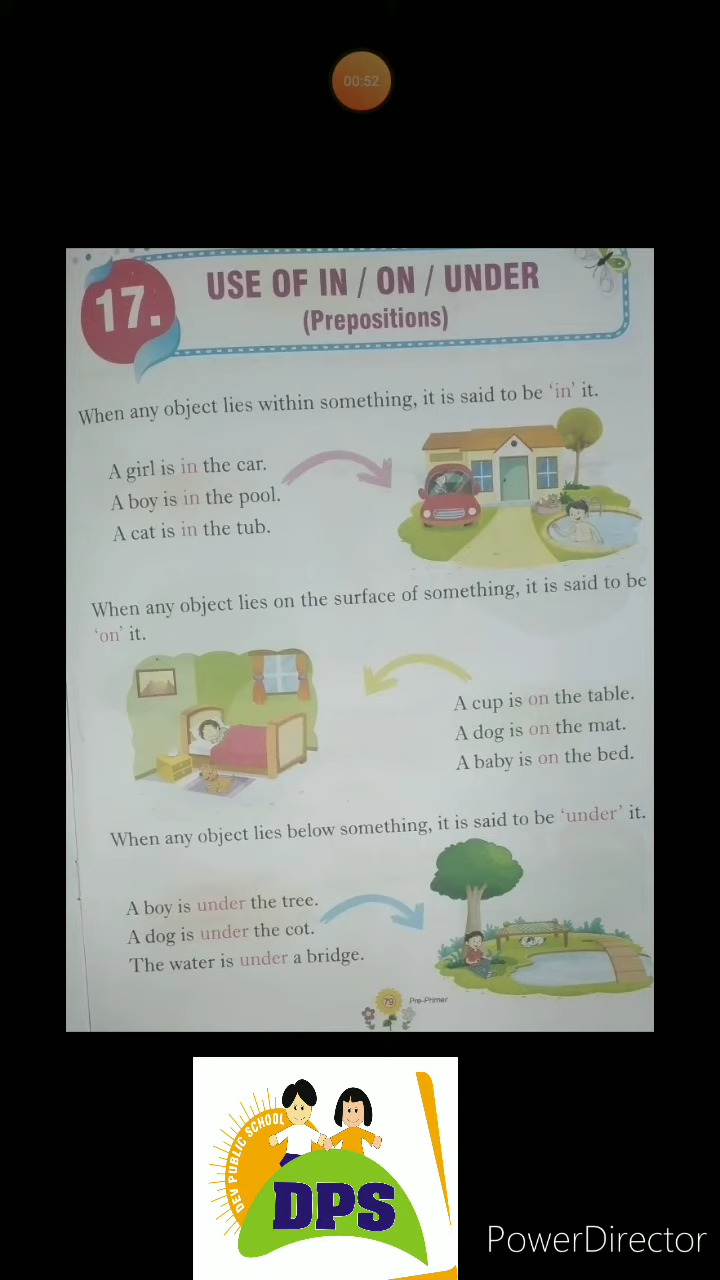 00:52
17.
USE OF IN / ON / UNDER
(Prepositions)
When any object lies within something, it is said to be ‘in’ it.
A girl is in the car.
A boy is in the pool.
A cat is in the tub.
When any object lies on the surface of something, it is said to be
‘on’ it.
A cup is on the table.
A dog is on the mat.
A baby is on the bed.
When any object lies below something, it is said to be ‘under’ it.
A boy is under the tree.
A dog is under the cot.
The water is under a bridge.
79
Pre-Primer
DEV PUBLIC SCHOOL
DPS
PowerDirector